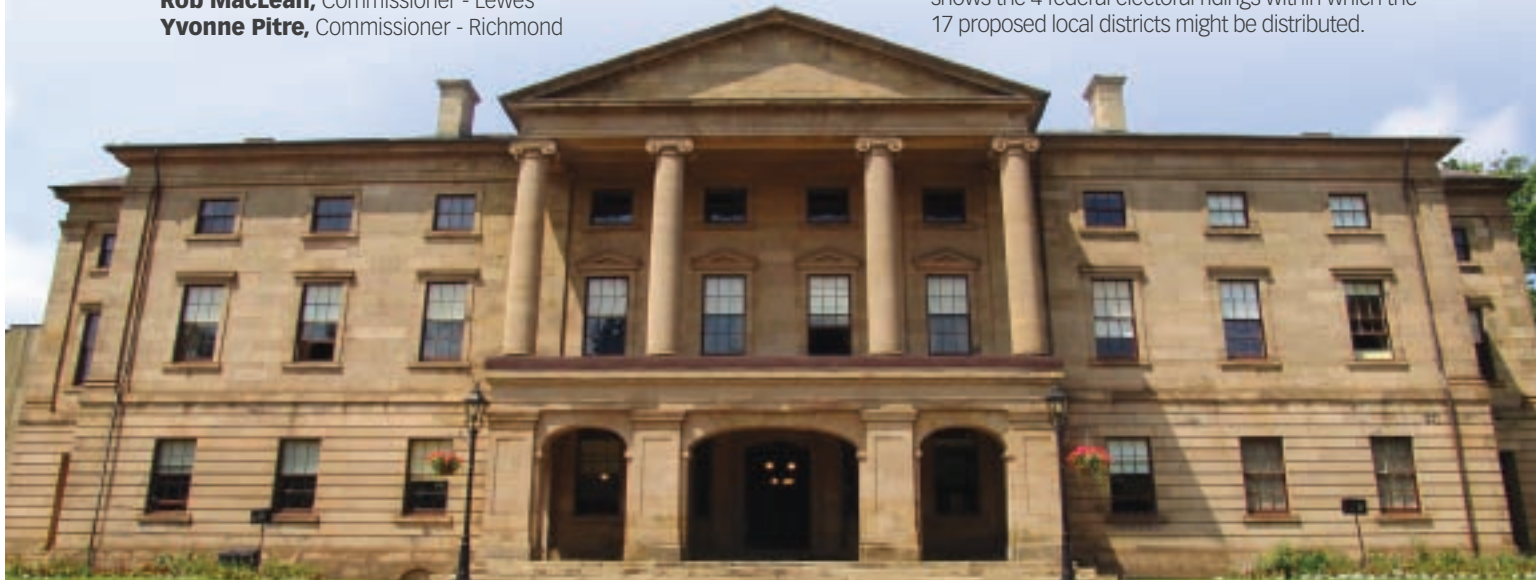 Rob MacLean, Commissioner - Lewes
Yvonne Pitre, Commissioner - Richmond
shows the 4 federal electoral ridings within which the
17 proposed local districts might be distributed.